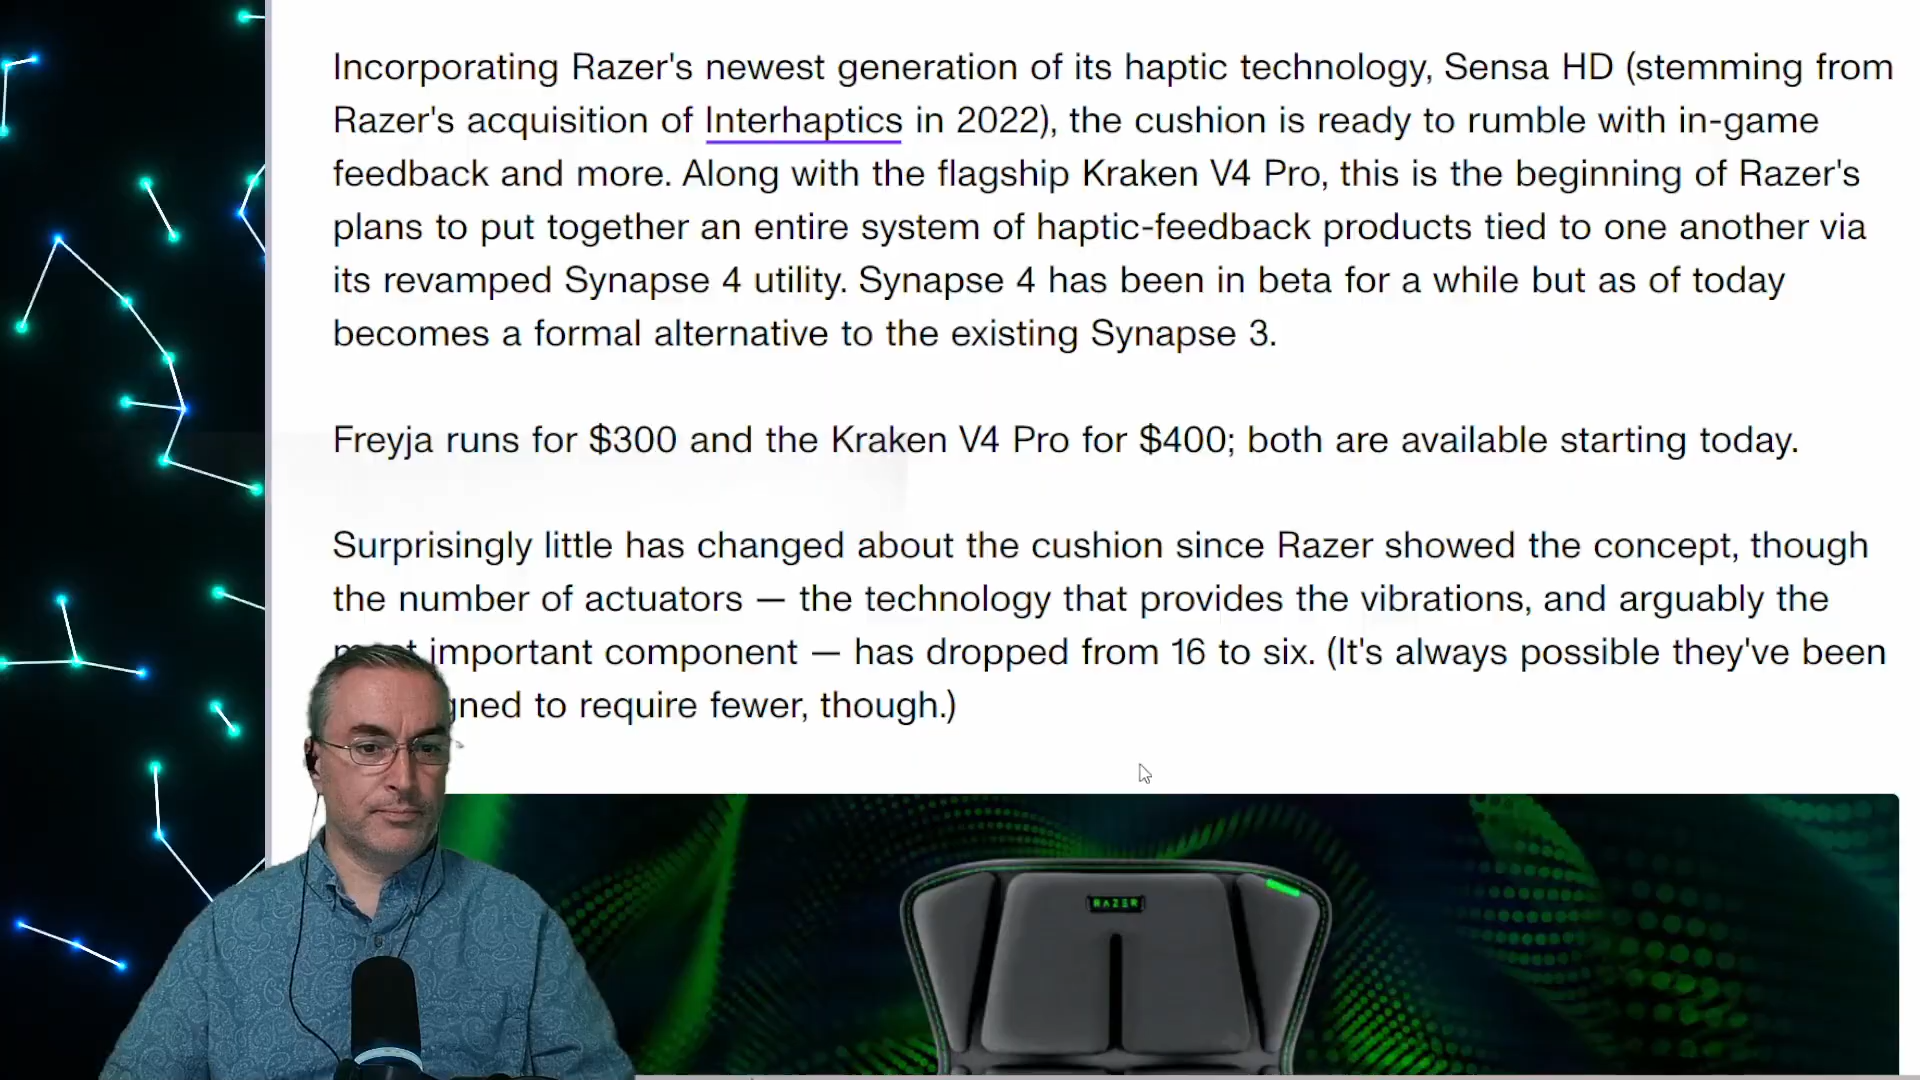 Incorporating Razer's newest generation of its haptic technology, Sensa HD (stemming from
Razer's acquisition of Interhaptics in 2022), the cushion is ready to rumble with in-game
feedback and more. Along with the flagship Kraken V4 Pro, this is the beginning of Razer's
plans to put together an entire system of haptic-feedback products tied to one another via
its revamped Synapse 4 utility. Synapse 4 has been in beta for a while but as of today
becomes a formal alternative to the existing Synapse 3.
Freyja runs for $300 and the Kraken V4 Pro for $400; both are available starting today.
Surprisingly little has changed about the cushion since Razer showed the concept, though
the number of actuators — the technology that provides the vibrations, and arguably the
important component — has dropped from 16 to six. (It's always possible they've been
to require fewer, though.)
RAZER